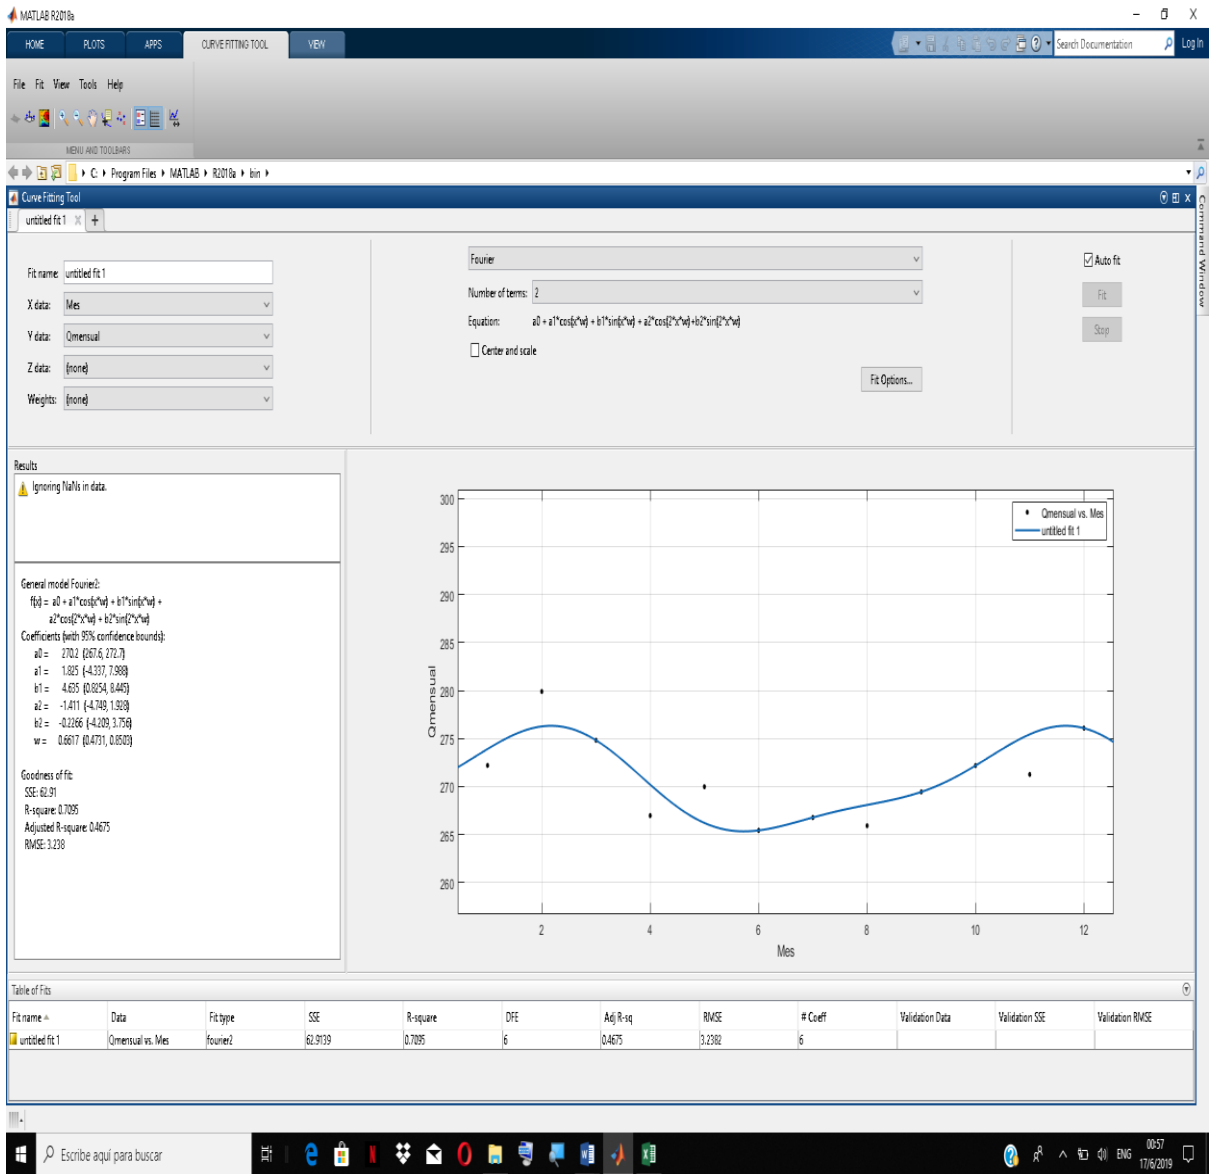 MATLAB R2018a
HOME PLOTS APPS CURVE FITTING TOOL VIEW
Search Documentation Log In
File Fit View Tools Help
MENU AND TOOLBARS
C: Program Files MATLAB R2018a bin
Curve Fitting Tool
Command Window
untitled fit 1
Fit name: untitled fit 1
X data: Mes
Y data: Qmensual
Z data: (none)
Weights: (none)
Fourier
Number of terms: 2
Equation: a0 + a1*cos(x*w) + b1*sin(x*w) + a2*cos(2*x*w)+b2*sin(2*x*w)
Center and scale
Fit Options...
Auto fit
Fit
Stop
Results
Ignoring NaNs in data.
General model Fourier2:
f(x) = a0 + a1*cos(x*w) + b1*sin(x*w) +
a2*cos(2*x*w) + b2*sin(2*x*w)
Coefficients (with 95% confidence bounds):
a0 = 270.2 (267.6, 272.7)
a1 = 1.825 (-4.337, 7.988)
b1 = 4.635 (0.8254, 8.445)
a2 = -1.411 (-4.749, 1.928)
b2 = -0.2266 (-4.209, 3.756)
w = 0.6617 (0.4731, 0.8503)
Goodness of fit:
SSE: 62.91
R-square: 0.7095
Adjusted R-square: 0.4675
RMSE: 3.238
300
295
290
285
280
275
270
265
260
Qmensual
2 4 6 8 10 12
Mes
Qmensual vs. Mes
untitled fit 1
Table of Fits
Fit name Data Fit type SSE R-square DFE Adj R-sq RMSE # Coeff Validation Data Validation SSE Validation RMSE
untitled fit 1 Qmensual vs. Mes fourier2 62.9139 0.7095 6 0.4675 3.2382 6
Escribe aquí para buscar
ENG
00:57
17/6/2019